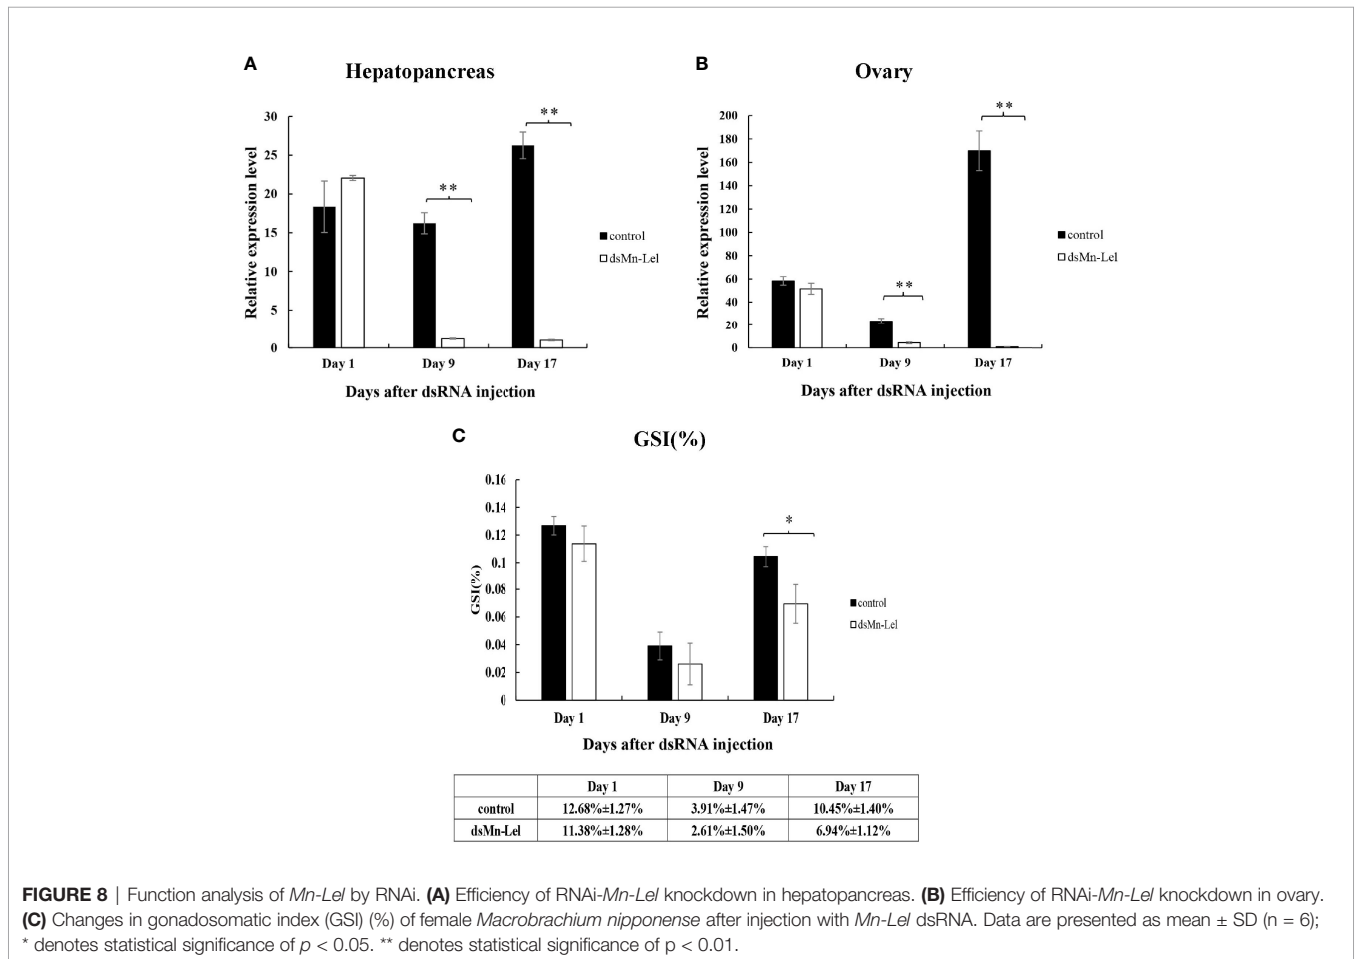 A
Hepatopancreas
Relative expression level
30
25
20
15
10
5
0
**
**
Day 1 Day 9 Day 17
Days after dsRNA injection
control
dsMn-Lel
B
Ovary
Relative expression level
200
180
160
140
120
100
80
60
40
20
0
**
**
Day 1 Day 9 Day 17
Days after dsRNA injection
control
dsMn-Lel
C
GSI(%)
GSI(%)
0.16
0.14
0.12
0.1
0.08
0.06
0.04
0.02
0
*
Day 1 Day 9 Day 17
Days after dsRNA injection
control
dsMn-Lel
Day 1 Day 9 Day 17
control 12.68%±1.27% 3.91%±1.47% 10.45%±1.40%
dsMn-Lel 11.38%±1.28% 2.61%±1.50% 6.94%±1.12%
FIGURE 8 | Function analysis of Mn-Lel by RNAi. (A) Efficiency of RNAi-Mn-Lel knockdown in hepatopancreas. (B) Efficiency of RNAi-Mn-Lel knockdown in ovary.
(C) Changes in gonadosomatic index (GSI) (%) of female Macrobrachium nipponense after injection with Mn-Lel dsRNA. Data are presented as mean ± SD (n = 6);
* denotes statistical significance of p < 0.05. ** denotes statistical significance of p < 0.01.